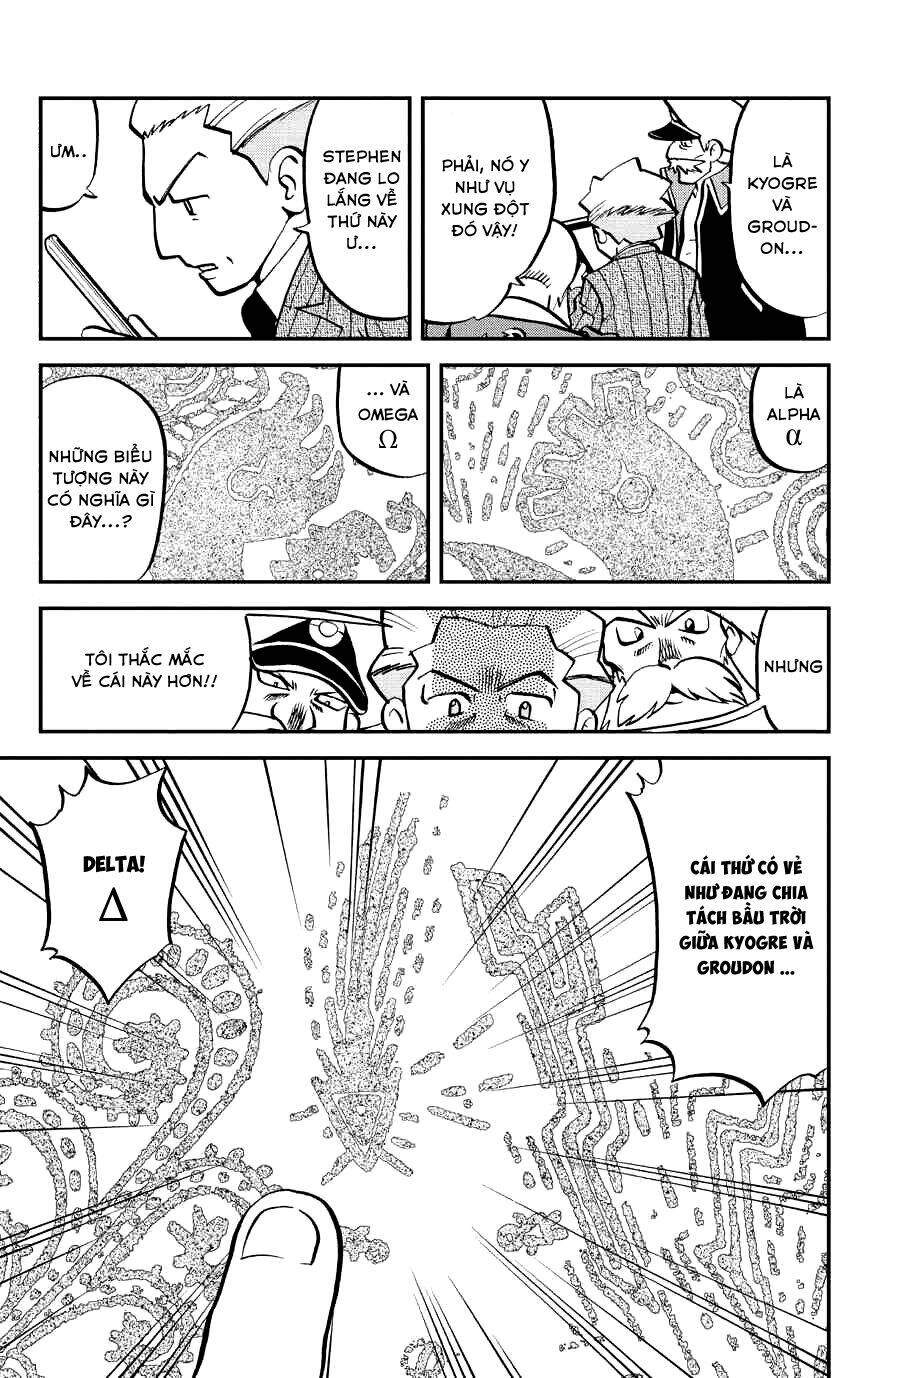 LÀ
KYOGRE
VÀ
GROUD-
ON...
PHẢI, NÓ Y
NHƯ VỤ
XUNG ĐỘT
ĐÓ VẬY!
STEPHEN
ĐANG LO
LẮNG VỀ
THỨ NÀY
Ư...
ƯM..
LÀ
ALPHA
α
... VÀ
OMEGA
Ω
NHỮNG BIỂU
TƯỢNG NÀY
CÓ NGHĨA GÌ
ĐÂY...?
NHƯNG
TÔI THẮC MẮC
VỀ CÁI NÀY HƠN!!
CÁI THỨ CÓ VẺ
NHƯ ĐANG CHIA
TÁCH BẦU TRỜI
GIỮA KYOGRE VÀ
GROUDON ...
DELTA!
Δ